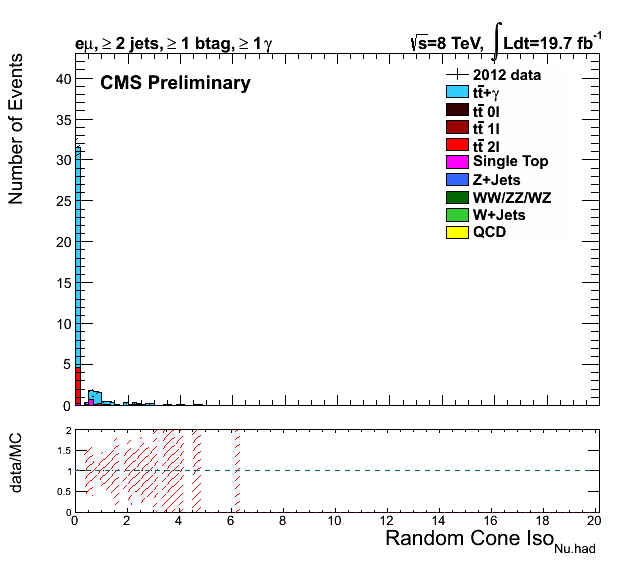 eμ, ≥ 2 jets, ≥ 1 btag, ≥ 1 γ
√s=8 TeV, ∫ Ldt=19.7 fb⁻¹
CMS Preliminary
Number of Events
40
35
30
25
20
15
10
5
0
2012 data
tt̄+γ
tt̄ 0l
tt̄ 1l
tt̄ 2l
Single Top
Z+Jets
WW/ZZ/WZ
W+Jets
QCD
data/MC
2
1.5
1
0.5
0
0 2 4 6 8 10 12 14 16 18 20
Random Cone Iso Nu.had